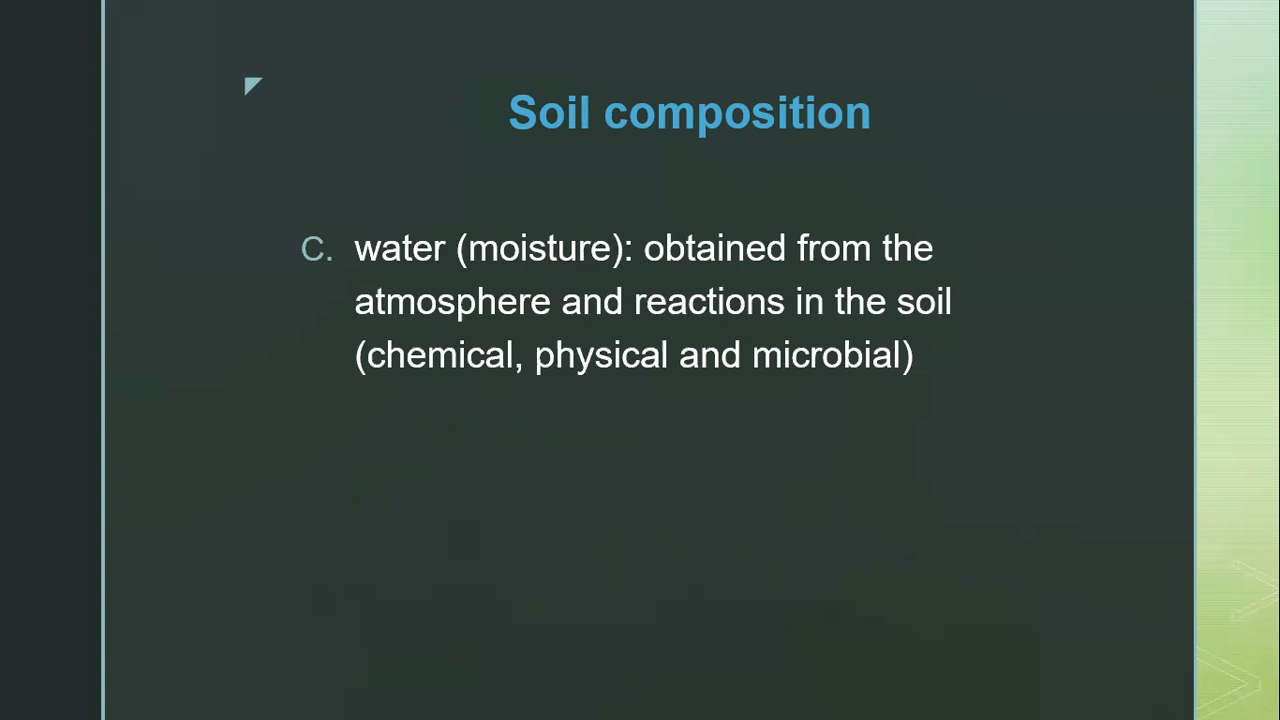 Soil composition
C. water (moisture): obtained from the
atmosphere and reactions in the soil
(chemical, physical and microbial)